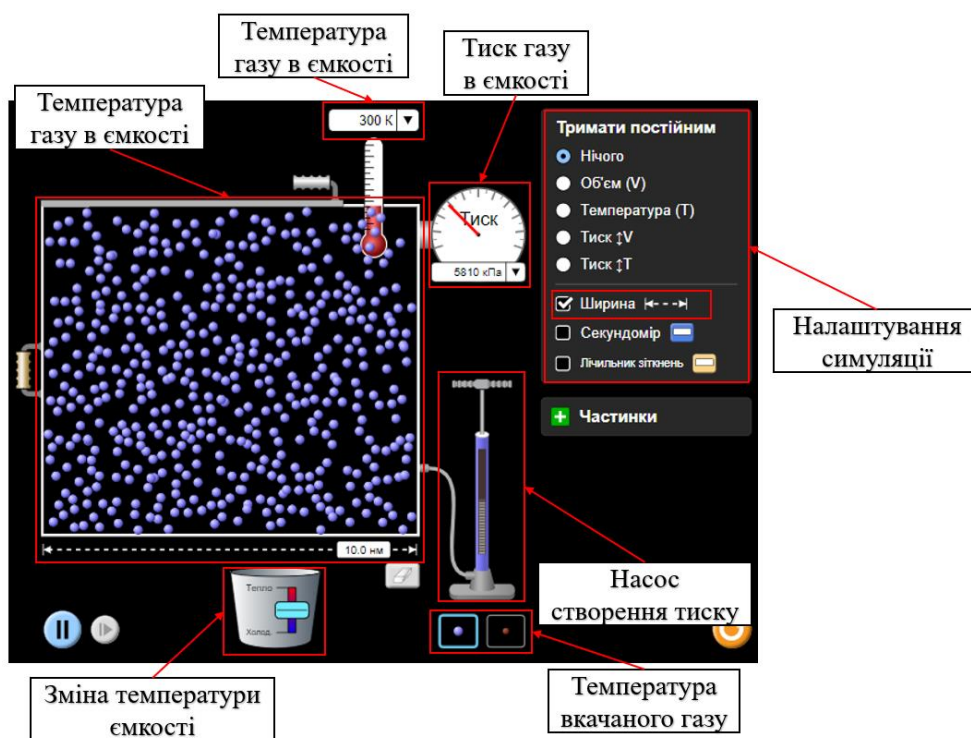 Температура
газу в ємкості
Тиск газу
в ємкості
Температура
газу в ємкості
300 К
Тримати постійним
Нічого
Об'єм (V)
Температура (T)
Тиск ↕V
Тиск ↕T
Ширина
Секундомір
Лічильник зіткнень
Тиск
5810 кПа
Налаштування
симуляції
Частинки
10.0 нм
Тепло
Холод.
Насос
створення тиску
Зміна температури
ємкості
Температура
вкачаного газу